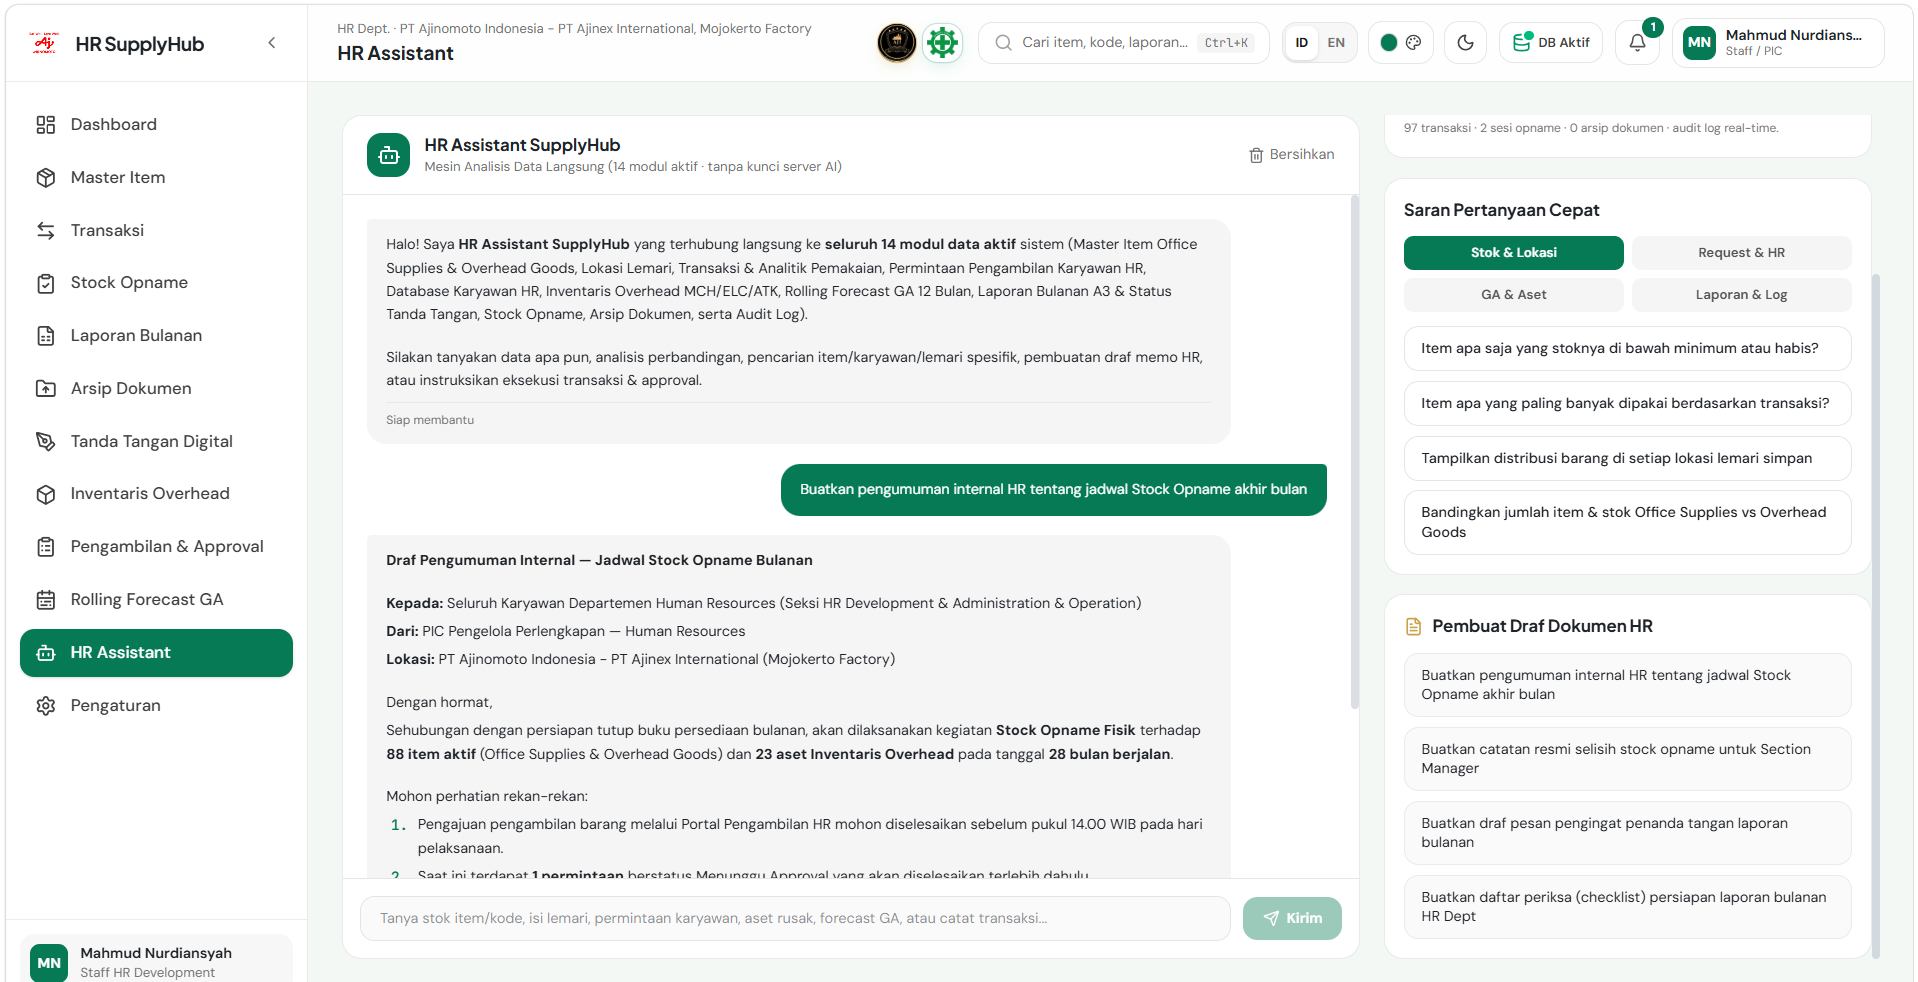 HR SupplyHub
HR Dept. · PT Ajinomoto Indonesia - PT Ajinex International, Mojokerto Factory
HR Assistant
Cari item, kode, laporan... Ctrl+K
ID EN
DB Aktif
1
MN
Mahmud Nurdians...
Staff / PIC
Dashboard
Master Item
Transaksi
Stock Opname
Laporan Bulanan
Arsip Dokumen
Tanda Tangan Digital
Inventaris Overhead
Pengambilan & Approval
Rolling Forecast GA
HR Assistant
Pengaturan
MN
Mahmud Nurdiansyah
Staff HR Development
HR Assistant SupplyHub
Mesin Analisis Data Langsung (14 modul aktif · tanpa kunci server AI)
Bersihkan
Halo! Saya HR Assistant SupplyHub yang terhubung langsung ke seluruh 14 modul data aktif sistem (Master Item Office
Supplies & Overhead Goods, Lokasi Lemari, Transaksi & Analitik Pemakaian, Permintaan Pengambilan Karyawan HR,
Database Karyawan HR, Inventaris Overhead MCH/ELC/ATK, Rolling Forecast GA 12 Bulan, Laporan Bulanan A3 & Status
Tanda Tangan, Stock Opname, Arsip Dokumen, serta Audit Log).
Silakan tanyakan data apa pun, analisis perbandingan, pencarian item/karyawan/lemari spesifik, pembuatan draf memo HR,
atau instruksikan eksekusi transaksi & approval.
Siap membantu
Buatkan pengumuman internal HR tentang jadwal Stock Opname akhir bulan
Draf Pengumuman Internal — Jadwal Stock Opname Bulanan
Kepada: Seluruh Karyawan Departemen Human Resources (Seksi HR Development & Administration & Operation)
Dari: PIC Pengelola Perlengkapan — Human Resources
Lokasi: PT Ajinomoto Indonesia - PT Ajinex International (Mojokerto Factory)
Dengan hormat,
Sehubungan dengan persiapan tutup buku persediaan bulanan, akan dilaksanakan kegiatan Stock Opname Fisik terhadap
88 item aktif (Office Supplies & Overhead Goods) dan 23 aset Inventaris Overhead pada tanggal 28 bulan berjalan.
Mohon perhatian rekan-rekan:
1. Pengajuan pengambilan barang melalui Portal Pengambilan HR mohon diselesaikan sebelum pukul 14.00 WIB pada hari
pelaksanaan.
2. Saat ini terdapat 1 permintaan berstatus Menunggu Approval yang akan diselesaikan terlebih dahulu.
Tanya stok item/kode, isi lemari, permintaan karyawan, aset rusak, forecast GA, atau catat transaksi...
Kirim
97 transaksi · 2 sesi opname · 0 arsip dokumen · audit log real-time.
Saran Pertanyaan Cepat
Stok & Lokasi
Request & HR
GA & Aset
Laporan & Log
Item apa saja yang stoknya di bawah minimum atau habis?
Item apa yang paling banyak dipakai berdasarkan transaksi?
Tampilkan distribusi barang di setiap lokasi lemari simpan
Bandingkan jumlah item & stok Office Supplies vs Overhead
Goods
Pembuat Draf Dokumen HR
Buatkan pengumuman internal HR tentang jadwal Stock
Opname akhir bulan
Buatkan catatan resmi selisih stock opname untuk Section
Manager
Buatkan draf pesan pengingat penanda tangan laporan
bulanan
Buatkan daftar periksa (checklist) persiapan laporan bulanan
HR Dept